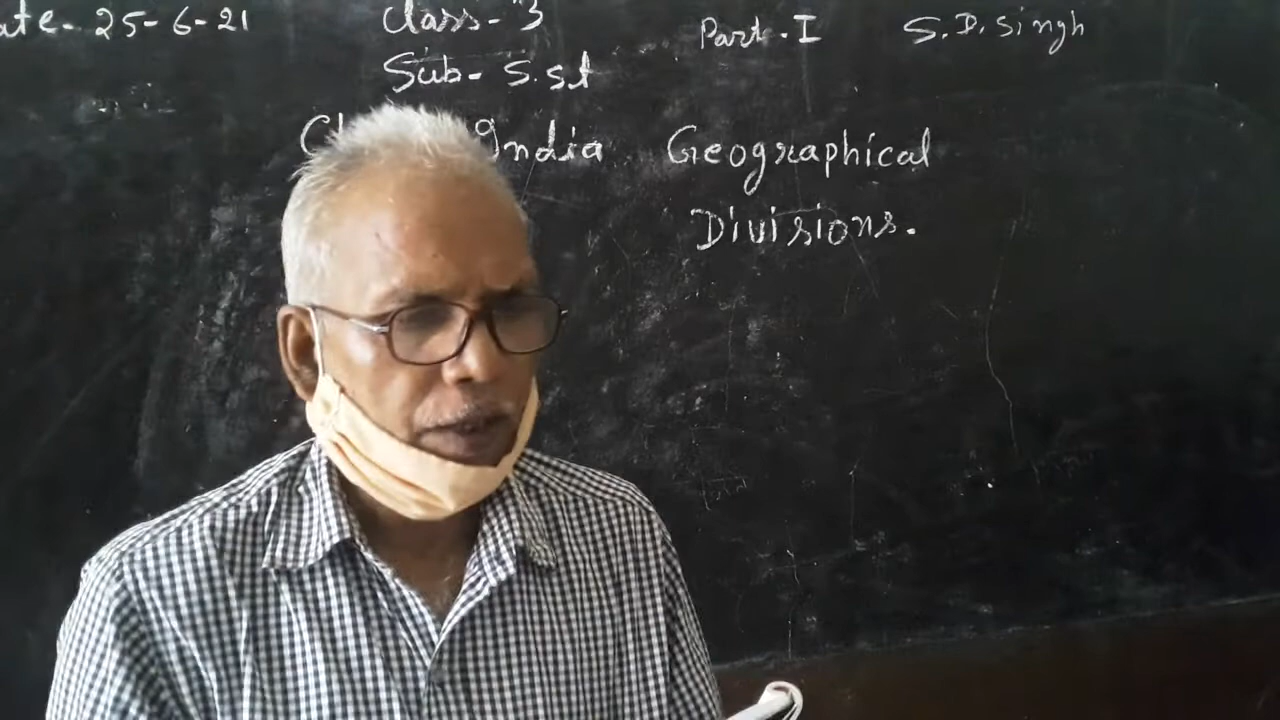 ate- 25-6-21 Class-3 Part-I S.D.Singh
Sub- S.St
India Geographical
Divisions.